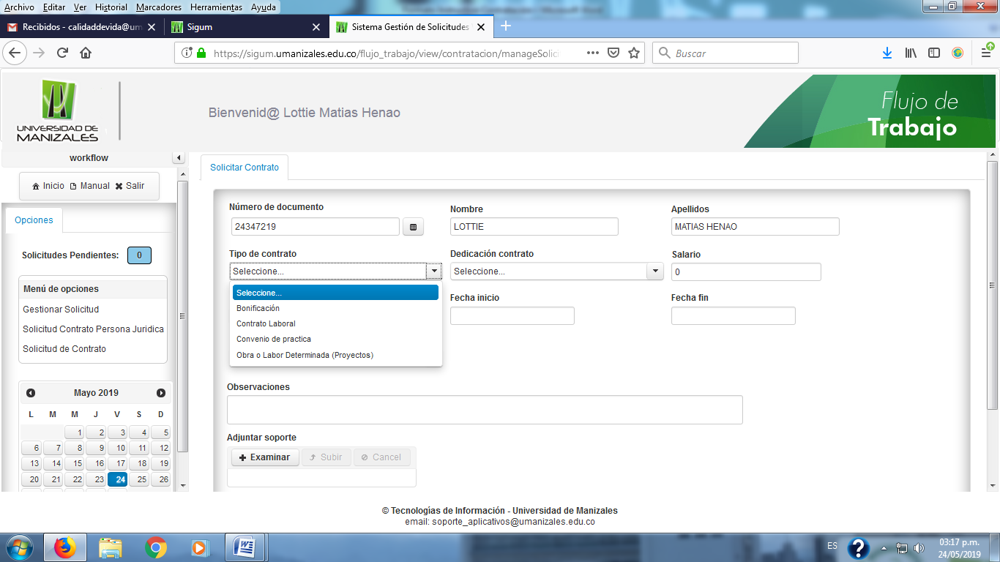 Archivo Editar Ver Historial Marcadores Herramientas Ayuda
Recibidos - calidaddevida@um
Sigum
Sistema Gestión de Solicitudes
https://sigum.umanizales.edu.co/flujo_trabajo/view/contratacion/manageSolic
Buscar
UNIVERSIDAD DE
MANIZALES
Bienvenid@ Lottie Matias Henao
Flujo de
Trabajo
workflow
Inicio Manual Salir
Opciones
Solicitudes Pendientes: 0
Menú de opciones
Gestionar Solicitud
Solicitud Contrato Persona Juridica
Solicitud de Contrato
Mayo 2019
L M M J V S D
1 2 3 4 5
6 7 8 9 10 11 12
13 14 15 16 17 18 19
20 21 22 23 24 25 26
Solicitar Contrato
Número de documento
24347219
Nombre
LOTTIE
Apellidos
MATIAS HENAO
Tipo de contrato
Seleccione...
Seleccione...
Bonificación
Contrato Laboral
Convenio de practica
Obra o Labor Determinada (Proyectos)
Dedicación contrato
Seleccione...
Salario
0
Fecha inicio
Fecha fin
Observaciones
Adjuntar soporte
Examinar Subir Cancel
© Tecnologías de Información - Universidad de Manizales
email: soporte_aplicativos@umanizales.edu.co
ES
03:17 p.m.
24/05/2019